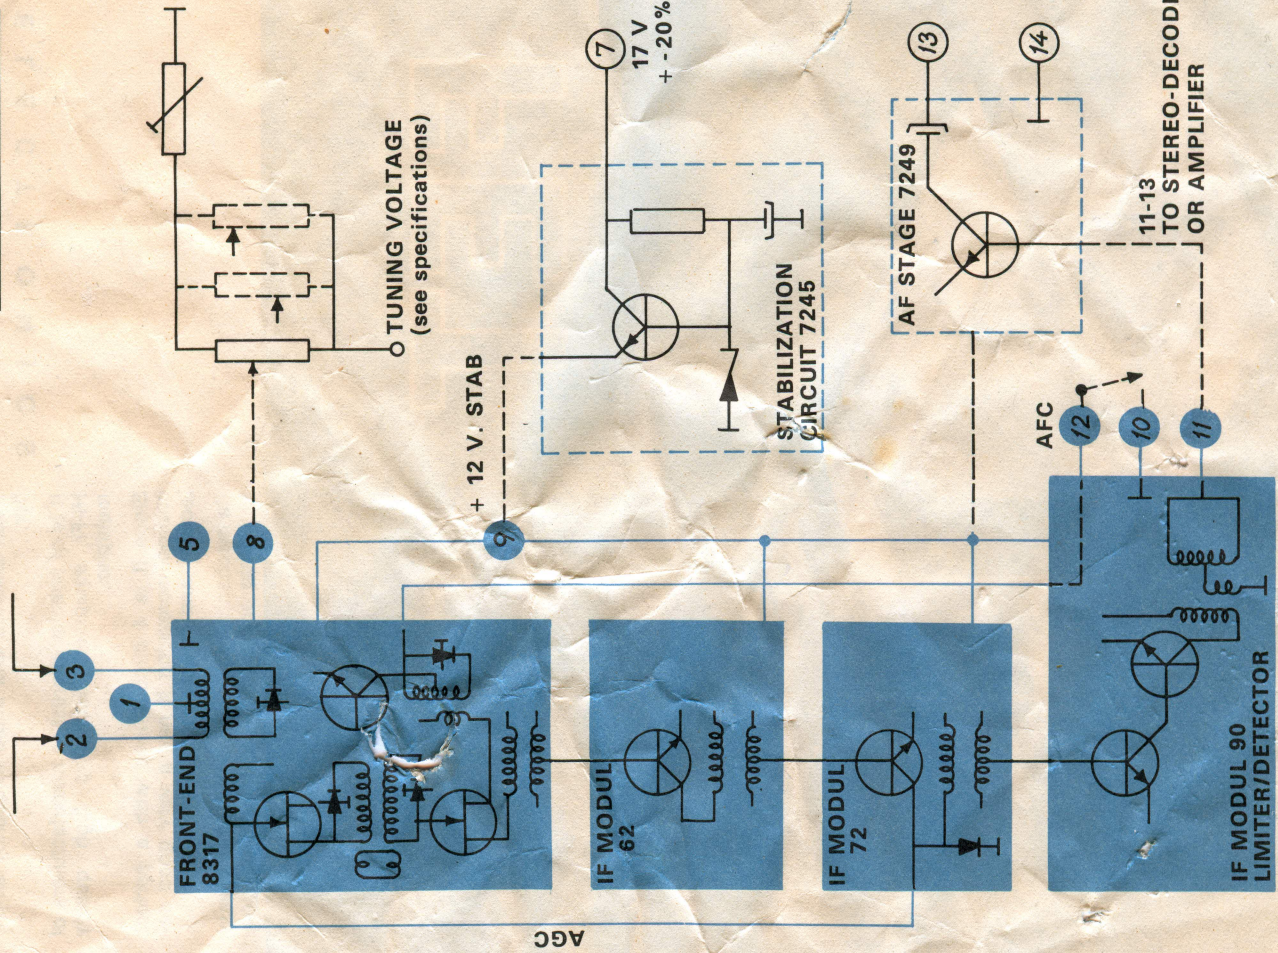 FRONT-END
8317
IF MODUL
62
IF MODUL
72
IF MODUL 90
LIMITER/DETECTOR
AGC
2
1
3
5
8
9
+ 12 V. STAB
TUNING VOLTAGE
(see specifications)
STABILIZATION
CIRCUIT 7245
7
17 V
+ -20%
AF STAGE 7249
13
14
AFC
12
10
11
11-13
TO STEREO-DECOD
OR AMPLIFIER